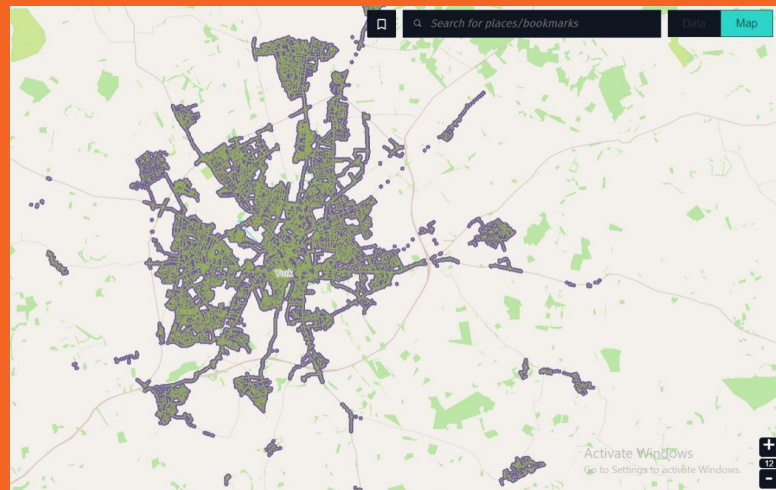 Search for places/bookmarks
Data
Map
York
Activate Windows
Go to Settings to activate Windows.
+
12
-